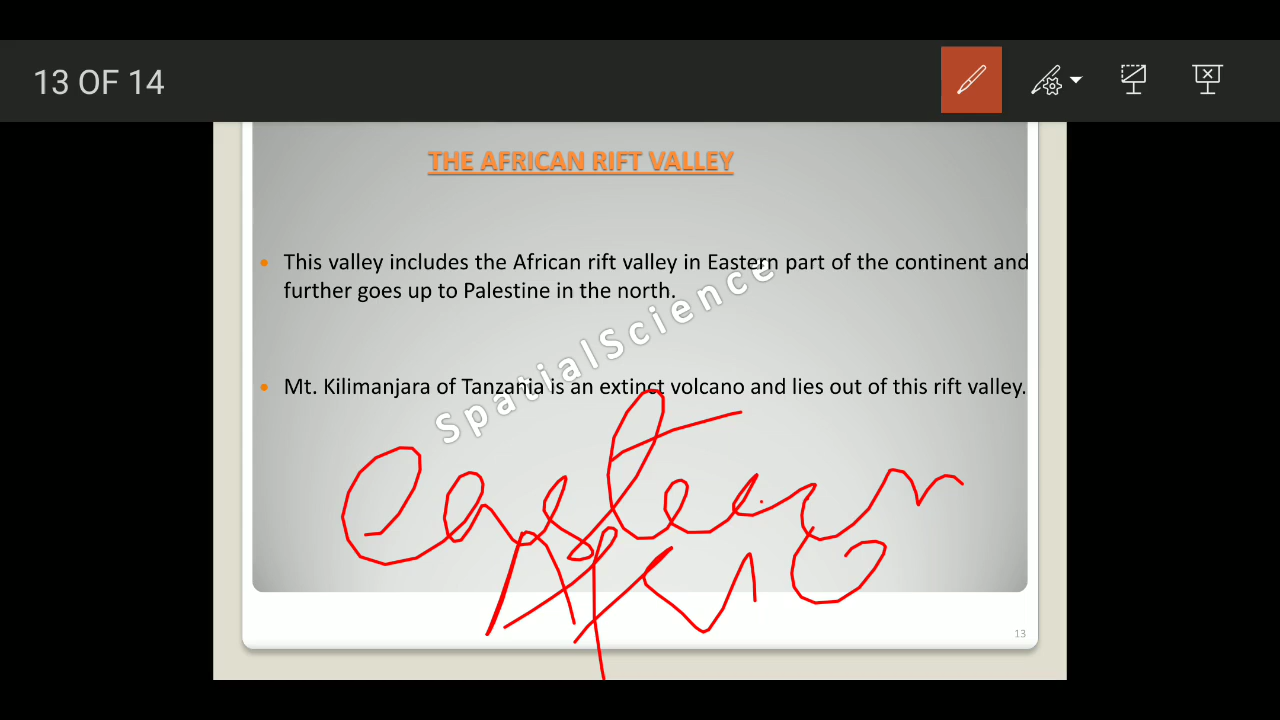 13 OF 14
THE AFRICAN RIFT VALLEY
• This valley includes the African rift valley in Eastern part of the continent and
further goes up to Palestine in the north.
SpatialScience
• Mt. Kilimanjara of Tanzania is an extinct volcano and lies out of this rift valley.
eastern
13